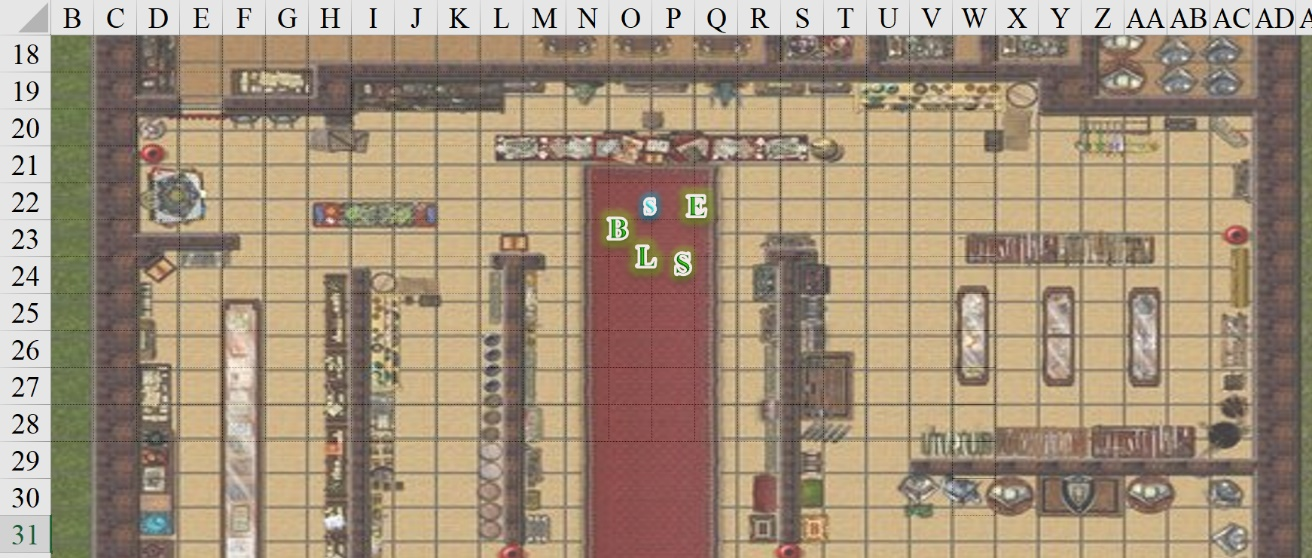 B C D E F G H I J K L M N O P Q R S T U V W X Y Z AA AB AC AD A
18
19
20
21
22
S E
23
B
24
L S
25
26
27
28
29
30
31
B